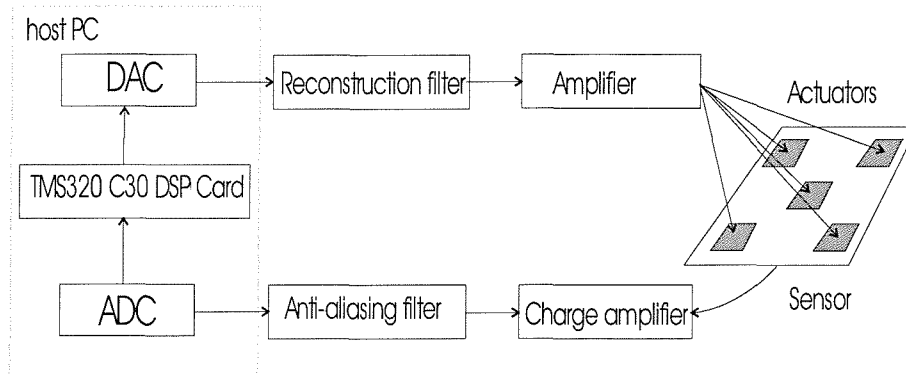 host PC
DAC
Reconstruction filter
Amplifier
Actuators
TMS320 C30 DSP Card
ADC
Anti-aliasing filter
Charge amplifier
Sensor